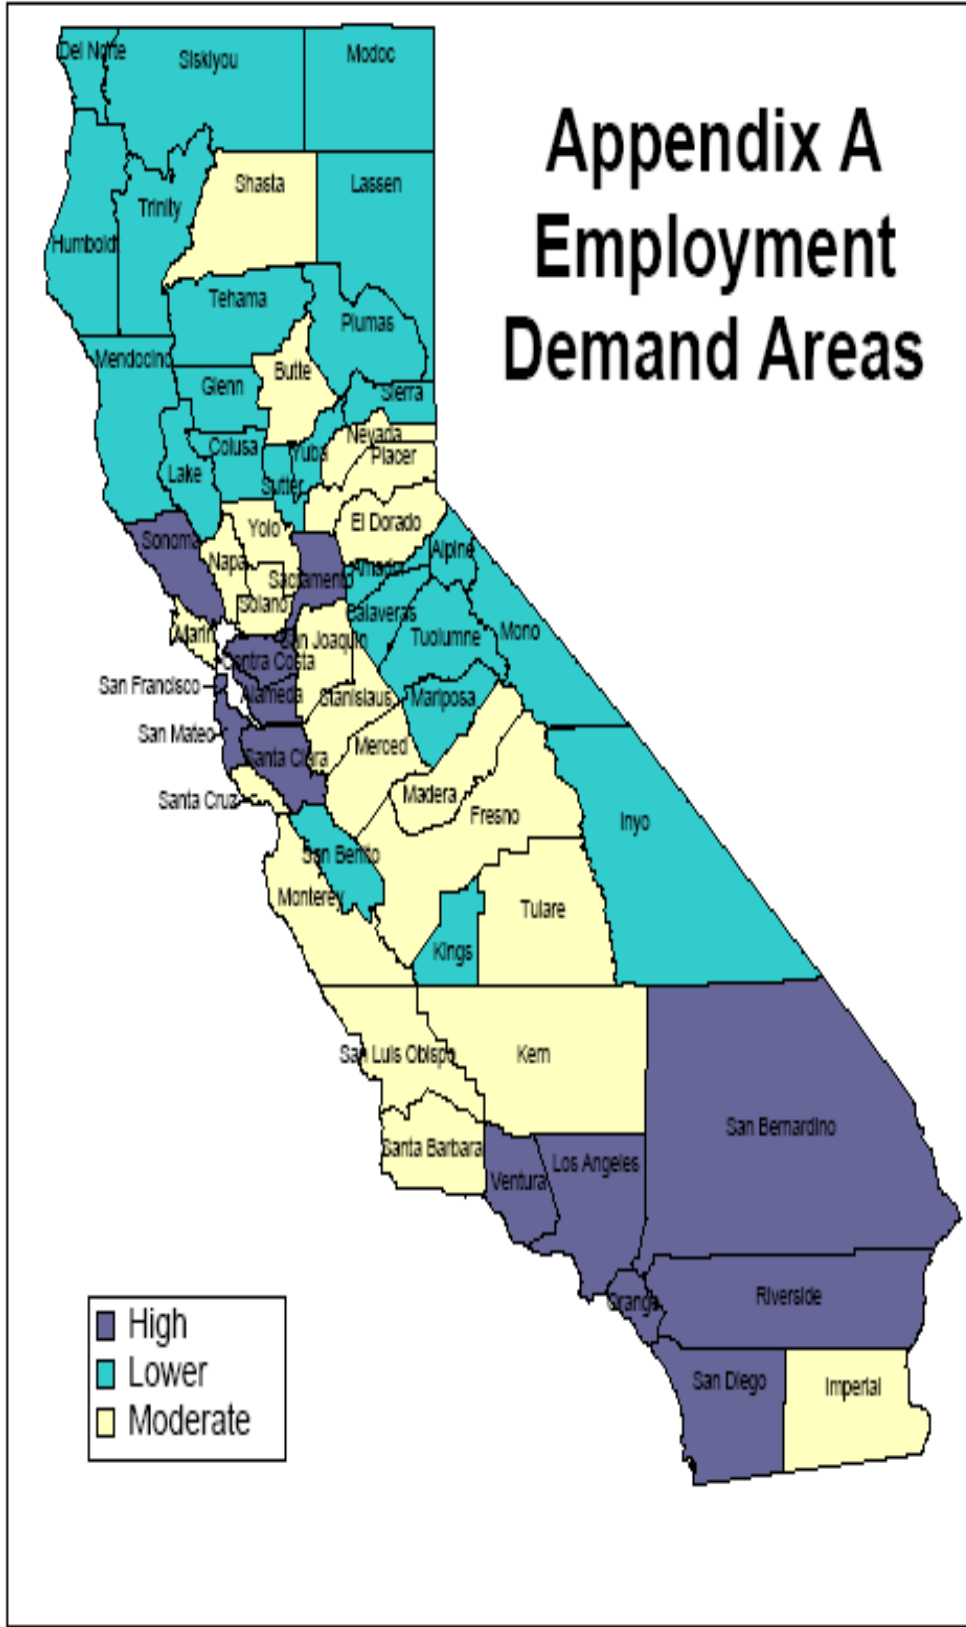 Appendix A
Employment
Demand Areas
Del Norte
Siskiyou
Modoc
Shasta
Lassen
Trinity
Humboldt
Tehama
Plumas
Mendocino
Butte
Glenn
Sierra
Nevada
Colusa
Yuba
Placer
Lake
Sutter
El Dorado
Yolo
Sonoma
Napa
Alpine
Amador
Sacramento
Solano
Calaveras
Mono
Marin
San Joaquin
Tuolumne
Contra Costa
San Francisco
Alameda
Stanislaus
Mariposa
San Mateo
Merced
Santa Clara
Santa Cruz
Madera
Fresno
Inyo
San Benito
Monterey
Tulare
Kings
San Luis Obispo
Kern
San Bernardino
Santa Barbara
Los Angeles
Ventura
Orange
Riverside
San Diego
Imperial
High
Lower
Moderate